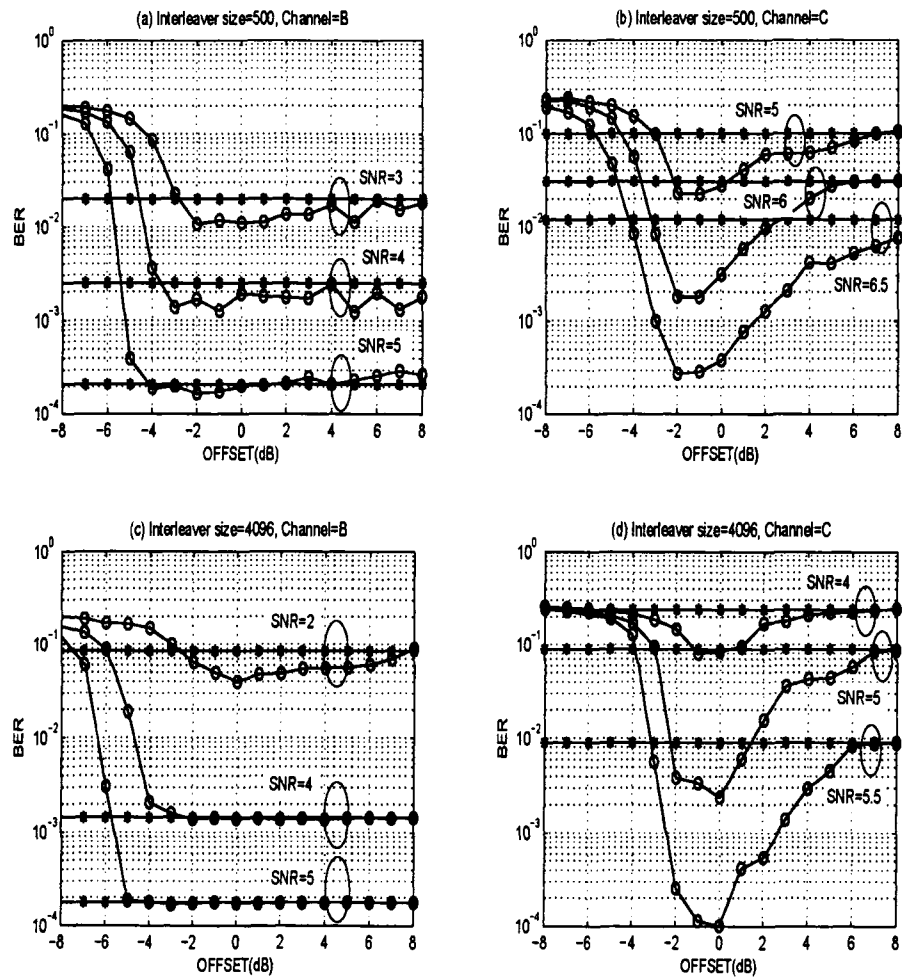 (a) Interleaver size=500, Channel=B
10^0
10^-1
10^-2
10^-3
10^-4
BER
SNR=3
SNR=4
SNR=5
-8 -6 -4 -2 0 2 4 6 8
OFFSET(dB)
(b) Interleaver size=500, Channel=C
10^0
10^-1
10^-2
10^-3
10^-4
BER
SNR=5
SNR=6
SNR=6.5
-8 -6 -4 -2 0 2 4 6 8
OFFSET(dB)
(c) Interleaver size=4096, Channel=B
10^0
10^-1
10^-2
10^-3
10^-4
BER
SNR=2
SNR=4
SNR=5
-8 -6 -4 -2 0 2 4 6 8
OFFSET(dB)
(d) Interleaver size=4096, Channel=C
10^0
10^-1
10^-2
10^-3
10^-4
BER
SNR=4
SNR=5
SNR=5.5
-8 -6 -4 -2 0 2 4 6 8
OFFSET(dB)